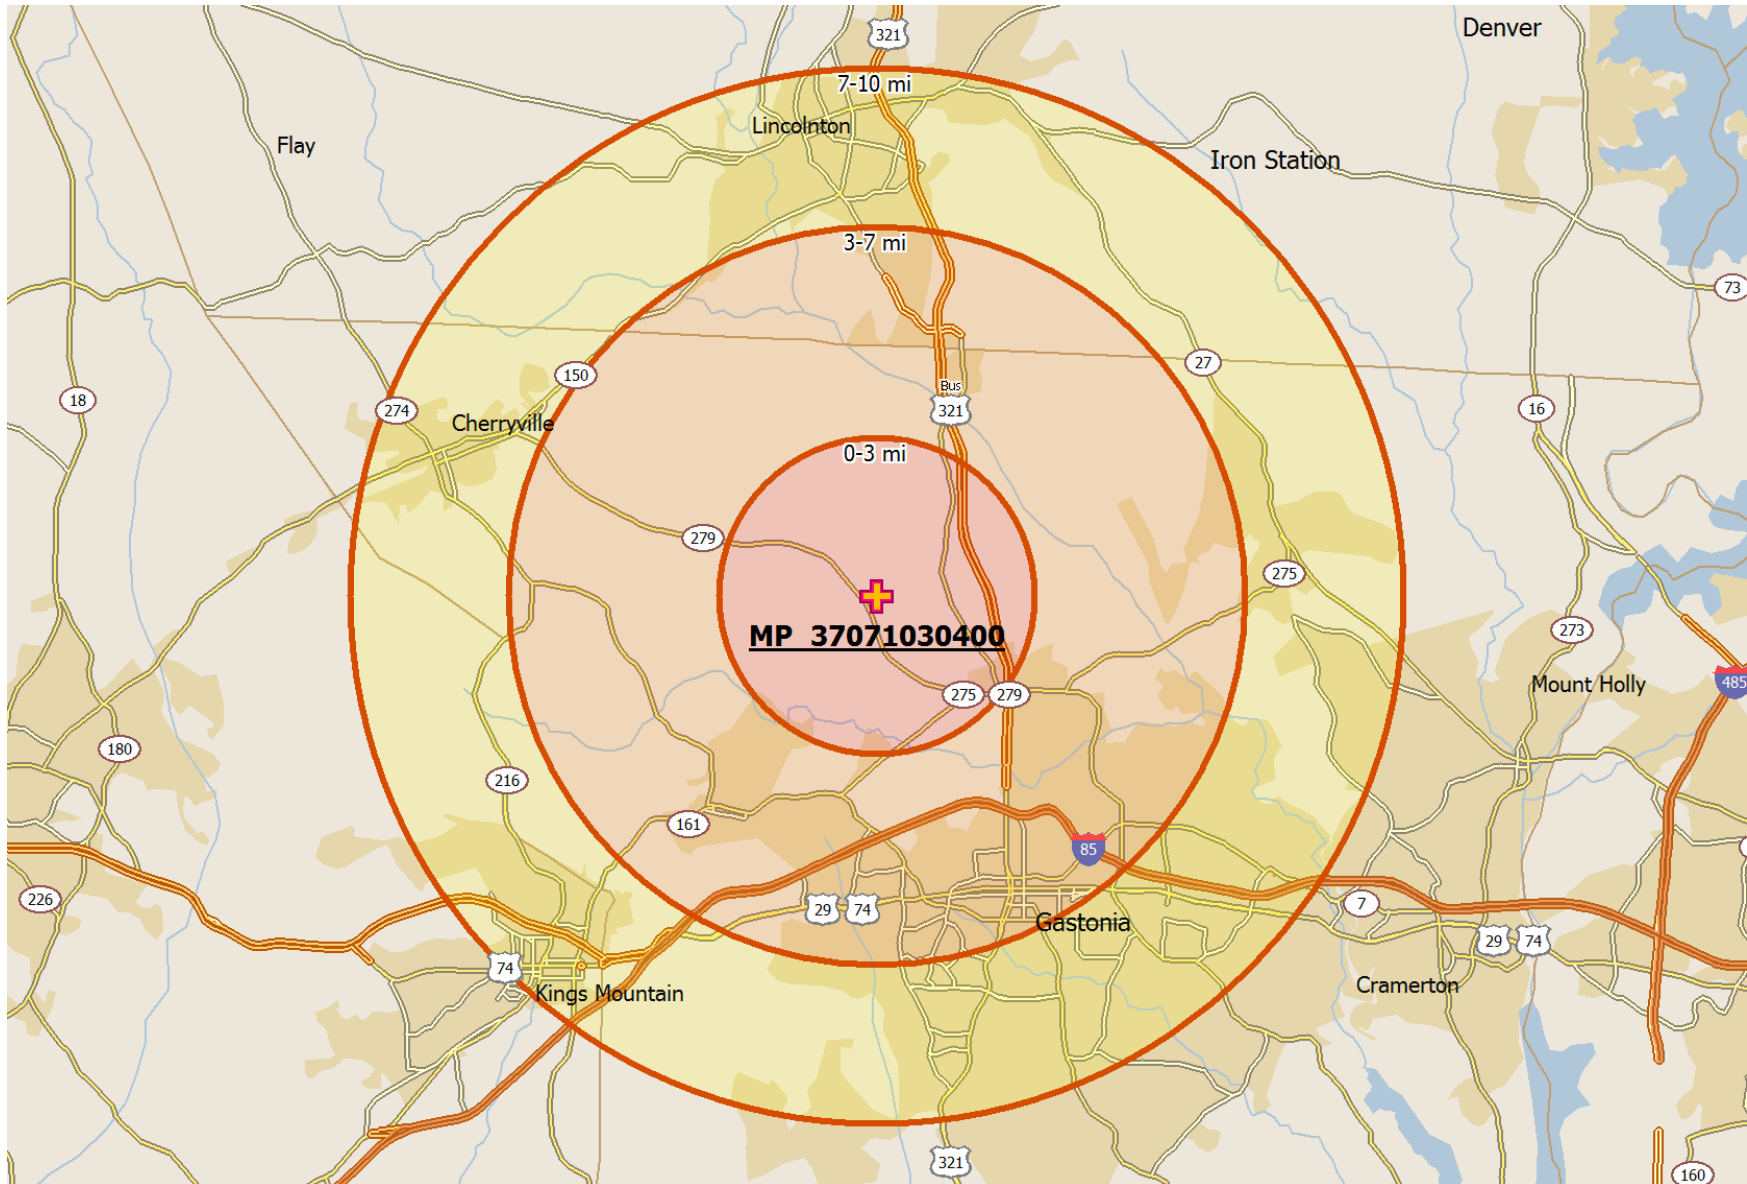 Denver
321
7-10 mi
Lincolnton
Flay
Iron Station
3-7 mi
73
27
150
Bus
18
274
321
16
Cherryville
0-3 mi
279
275
MP 37071030400
273
Mount Holly
485
275
279
180
216
161
85
226
7
29
74
Gastonia
29
74
74
Kings Mountain
Cramerton
321
160